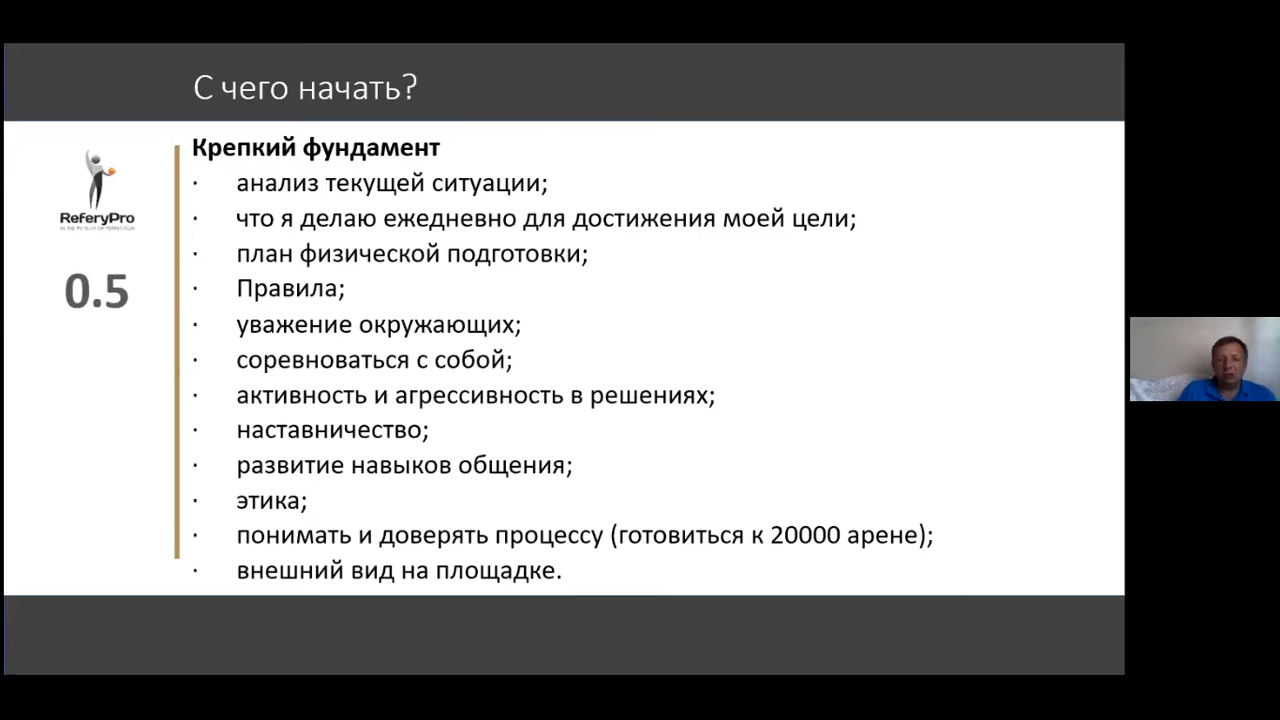 С чего начать?
Крепкий фундамент
· анализ текущей ситуации;
· что я делаю ежедневно для достижения моей цели;
· план физической подготовки;
· Правила;
· уважение окружающих;
· соревноваться с собой;
· активность и агрессивность в решениях;
· наставничество;
· развитие навыков общения;
· этика;
· понимать и доверять процессу (готовиться к 20000 арене);
· внешний вид на площадке.
ReferyPro
IN THE PURSUIT OF PERFECTION
0.5